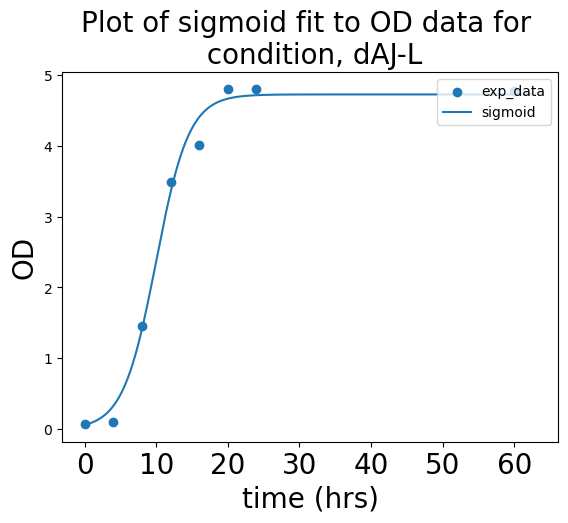 Plot of sigmoid fit to OD data for
condition, dAJ-L
5
4
3
2
1
0
OD
exp_data
sigmoid
0 10 20 30 40 50 60
time (hrs)